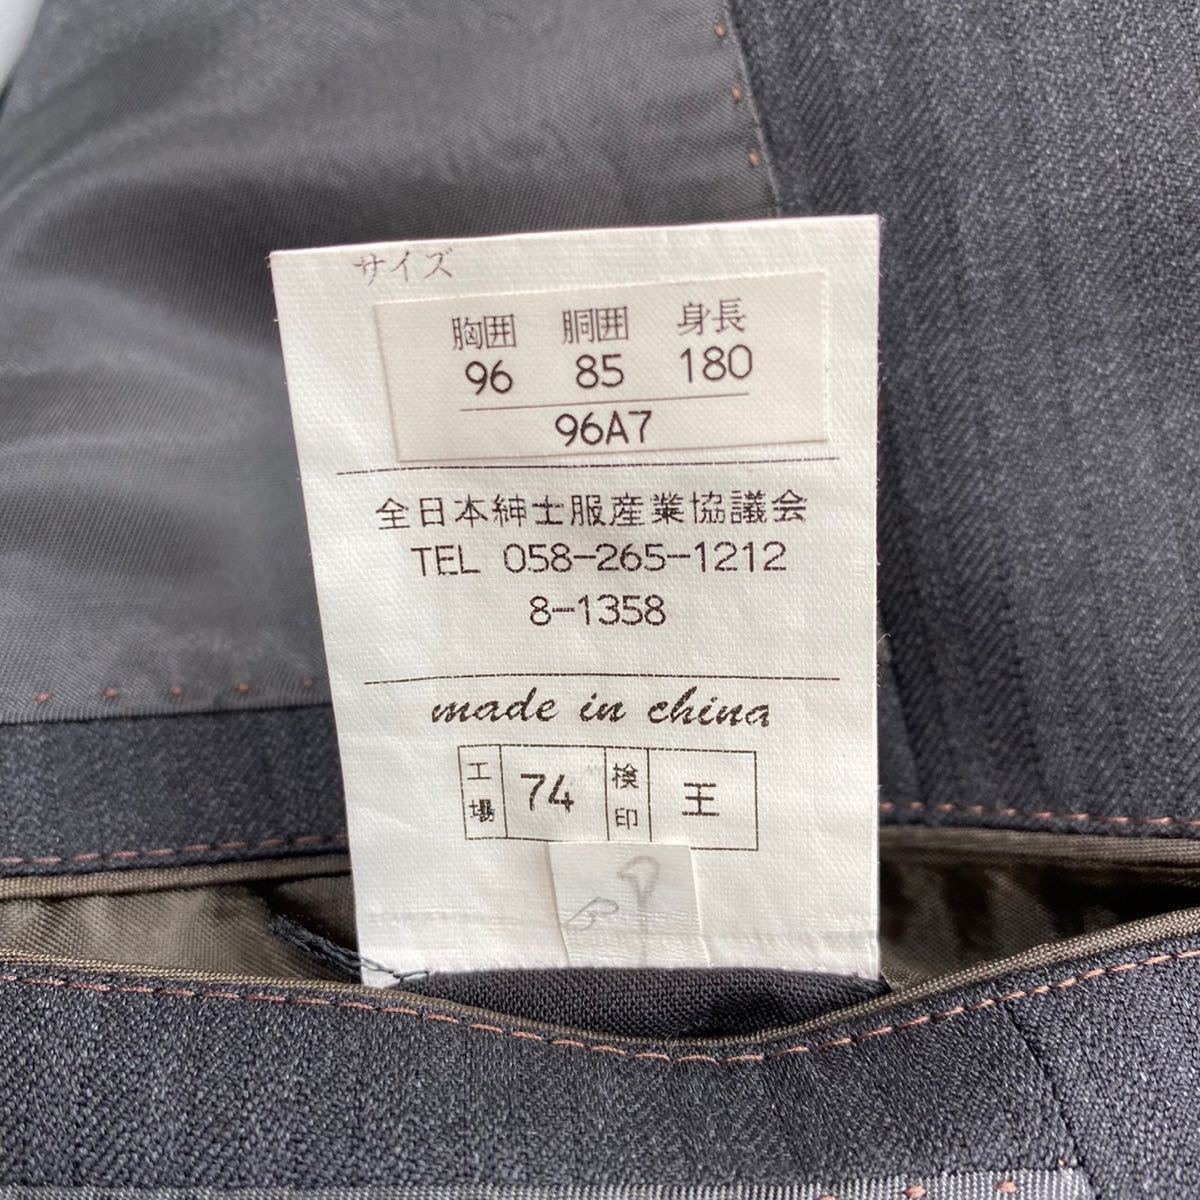 サイズ
胸囲 胴囲 身長
96 85 180
96A7
全日本紳士服産業協議会
TEL 058-265-1212
8-1358
made in china
工場 74 検印 王